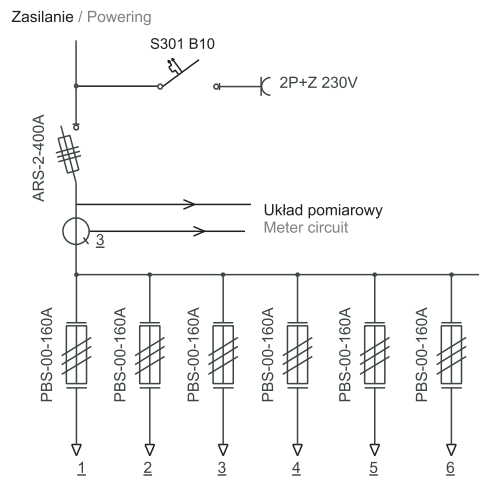 Zasilanie / Powering
S301 B10
2P+Z 230V
ARS-2-400A
Układ pomiarowy
Meter circuit
3
PBS-00-160A
PBS-00-160A
PBS-00-160A
PBS-00-160A
PBS-00-160A
PBS-00-160A
1 2 3 4 5 6